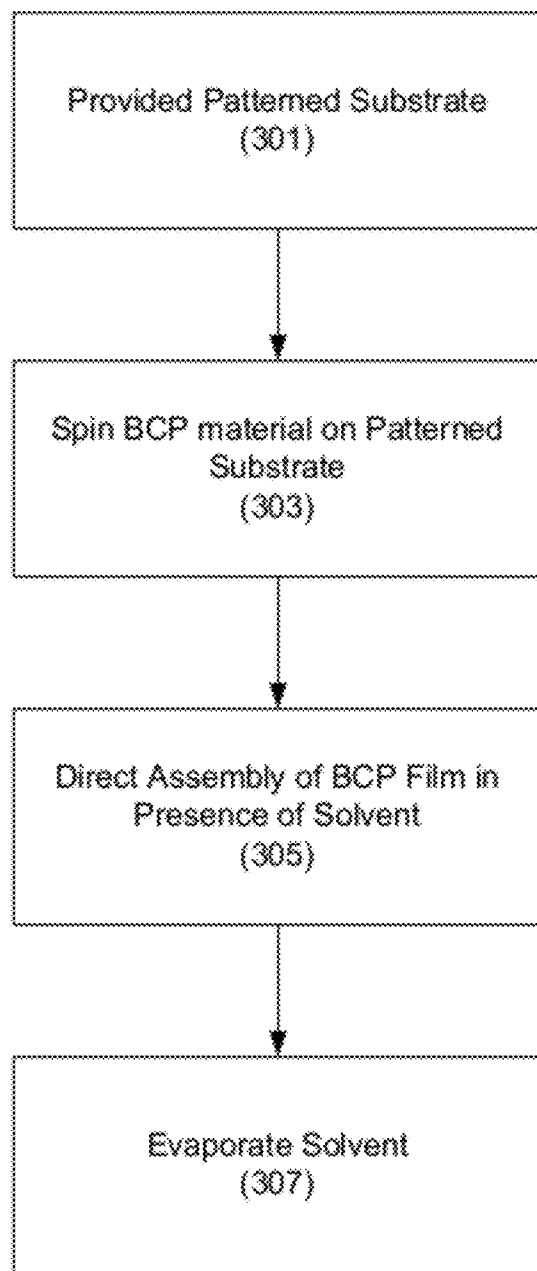 Provided Patterned Substrate
(301)
Spin BCP material on Patterned
Substrate
(303)
Direct Assembly of BCP Film in
Presence of Solvent
(305)
Evaporate Solvent
(307)